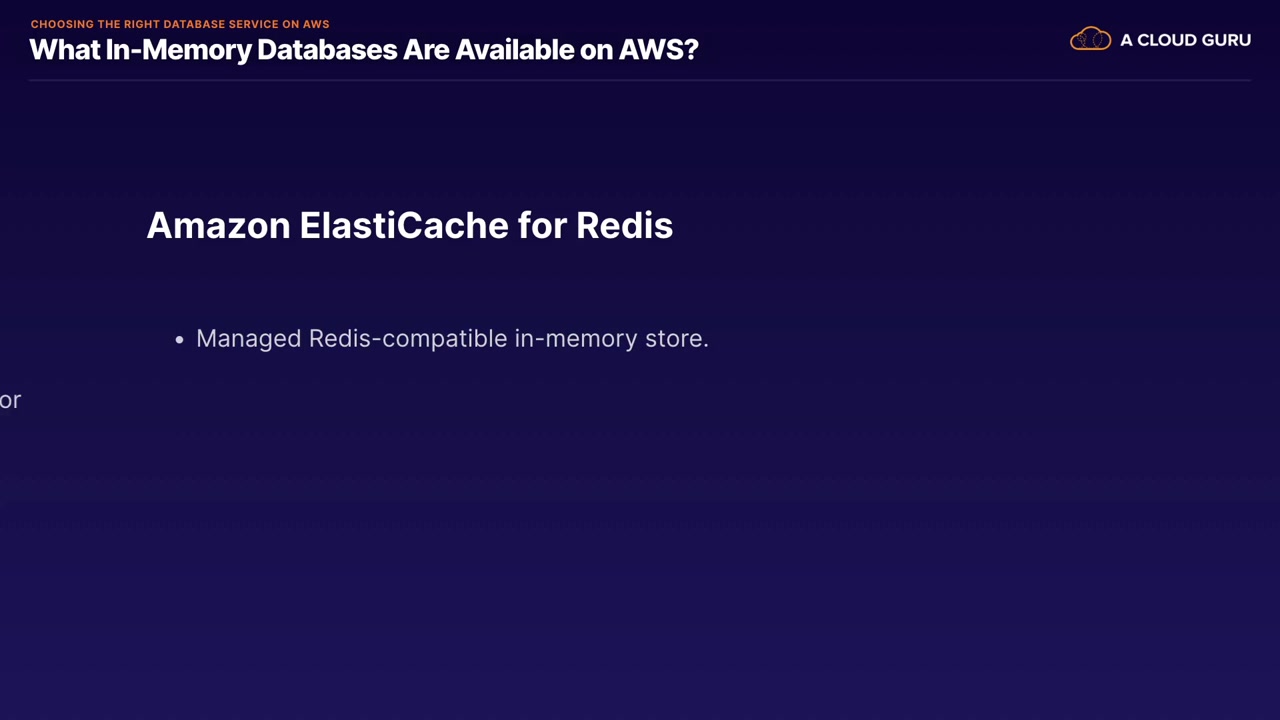 CHOOSING THE RIGHT DATABASE SERVICE ON AWS
What In-Memory Databases Are Available on AWS?
A CLOUD GURU
Amazon ElastiCache for Redis
• Managed Redis-compatible in-memory store.
or